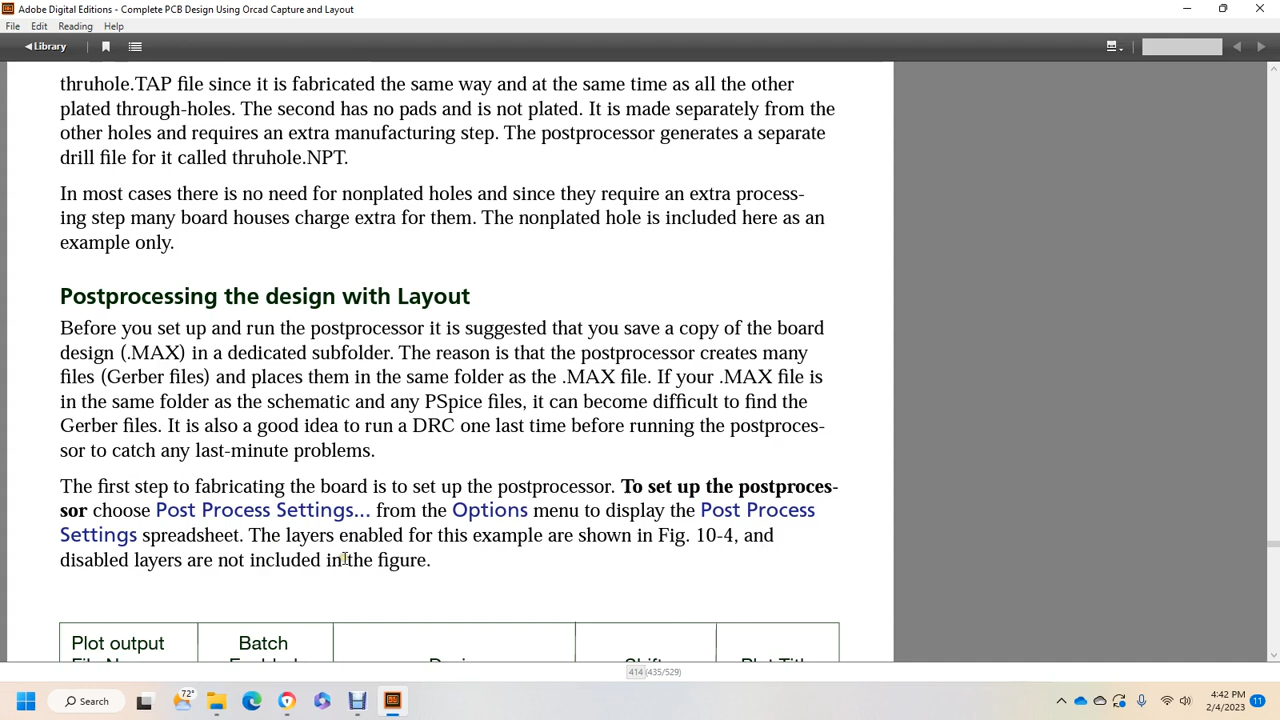 Adobe Digital Editions - Complete PCB Design Using Orcad Capture and Layout
File Edit Reading Help
Library
thruhole.TAP file since it is fabricated the same way and at the same time as all the other
plated through-holes. The second has no pads and is not plated. It is made separately from the
other holes and requires an extra manufacturing step. The postprocessor generates a separate
drill file for it called thruhole.NPT.
In most cases there is no need for nonplated holes and since they require an extra process-
ing step many board houses charge extra for them. The nonplated hole is included here as an
example only.
Postprocessing the design with Layout
Before you set up and run the postprocessor it is suggested that you save a copy of the board
design (.MAX) in a dedicated subfolder. The reason is that the postprocessor creates many
files (Gerber files) and places them in the same folder as the .MAX file. If your .MAX file is
in the same folder as the schematic and any PSpice files, it can become difficult to find the
Gerber files. It is also a good idea to run a DRC one last time before running the postproces-
sor to catch any last-minute problems.
The first step to fabricating the board is to set up the postprocessor. To set up the postproces-
sor choose Post Process Settings... from the Options menu to display the Post Process
Settings spreadsheet. The layers enabled for this example are shown in Fig. 10-4, and
disabled layers are not included in the figure.
Plot output Batch
414 (435/529)
72°
Search
4:42 PM
2/4/2023
11